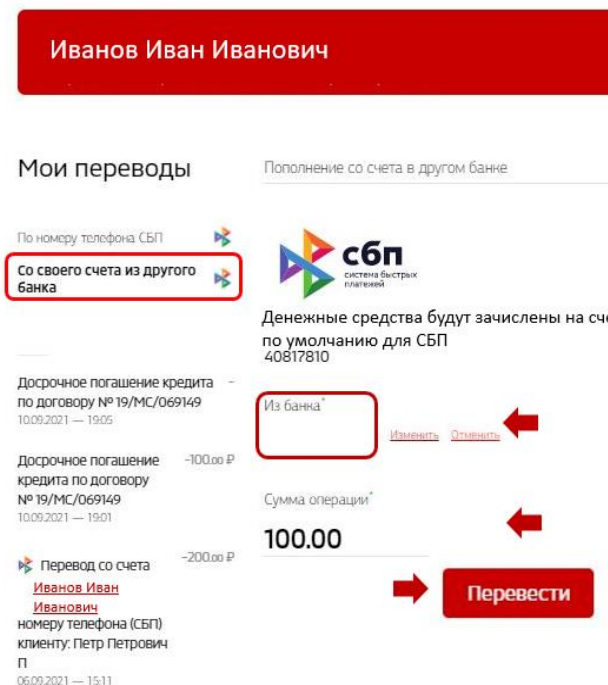 Иванов Иван Иванович
Мои переводы
Пополнение со счета в другом банке
По номеру телефона СБП
Со своего счета из другого
банка
сбп
система быстрых
платежей
Денежные средства будут зачислены на сч
по умолчанию для СБП
40817810
Досрочное погашение кредита -
по договору № 19/МС/069149
10.09.2021 — 19:05
Из банка*
Изменить Отменить
Досрочное погашение -100.00 ₽
кредита по договору
№ 19/МС/069149
10.09.2021 — 19:01
Сумма операции*
100.00
Перевести
Перевод со счета -200.00 ₽
Иванов Иван
Иванович
номеру телефона (СБП)
клиенту: Петр Петрович
П
06.09.2021 — 15:11